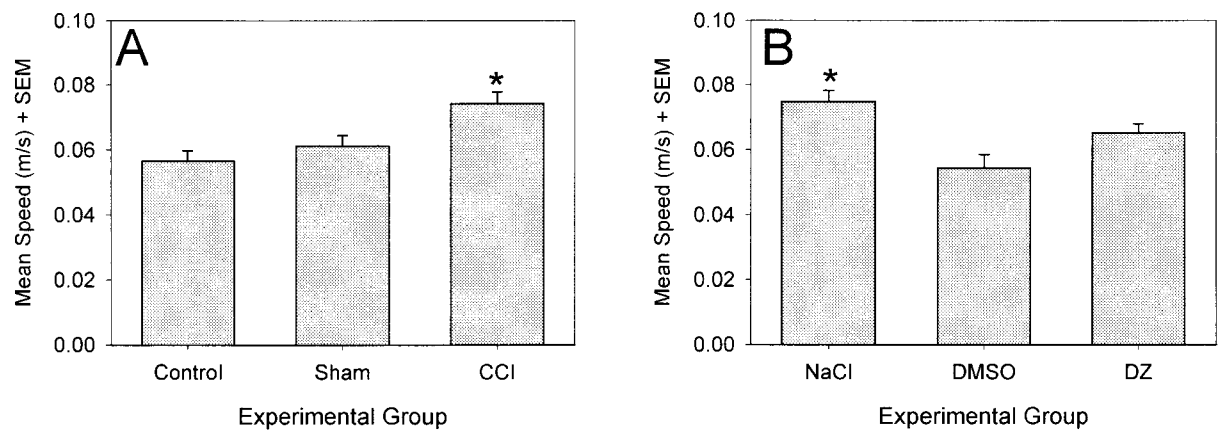 A
Mean Speed (m/s) + SEM
0.10
0.08
0.06
0.04
0.02
0.00
*
Control Sham CCI
Experimental Group
B
Mean Speed (m/s) + SEM
0.10
0.08
0.06
0.04
0.02
0.00
*
NaCl DMSO DZ
Experimental Group